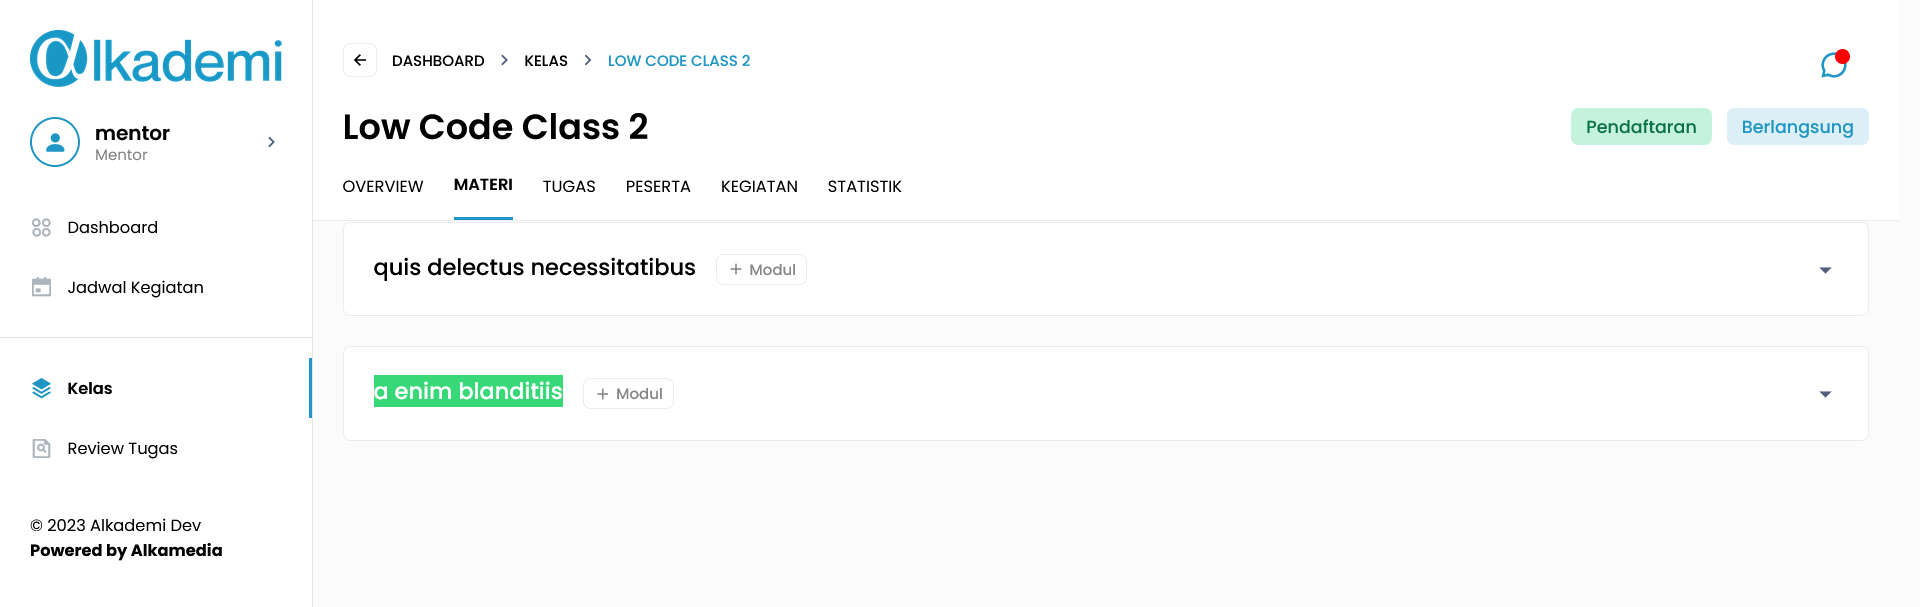 @lkademi
mentor
Mentor
Dashboard
Jadwal Kegiatan
Kelas
Review Tugas
© 2023 Alkademi Dev
Powered by Alkamedia
DASHBOARD > KELAS > LOW CODE CLASS 2
Low Code Class 2
Pendaftaran
Berlangsung
OVERVIEW MATERI TUGAS PESERTA KEGIATAN STATISTIK
quis delectus necessitatibus
+ Modul
a enim blanditiis
+ Modul